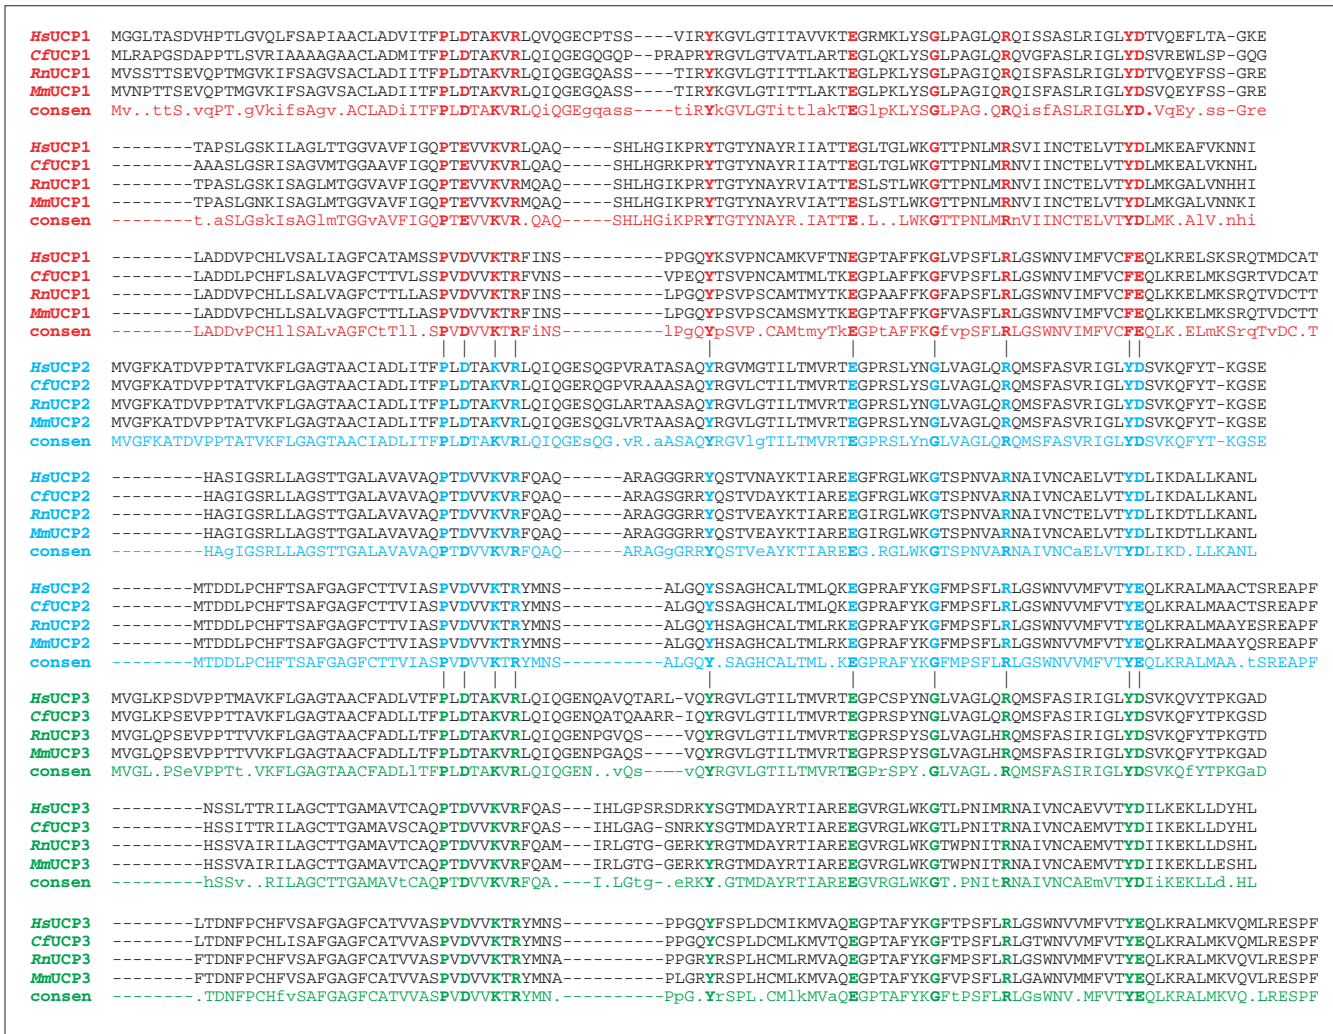 HsUCP1 MGGLTASDVHPTLGVQLFSAPIAACLADVITFPLDTAKVRLQVQGECPTSS----VIRYKGVLGTITAVVKTEGRMKLYSGLPAGLQRQISSASLRIGLYDTVQEFLTA-GKE
CfUCP1 MLRAPGSDAPPTLSVRIAAAAGAACLADMITFPLDTAKVRLQIQGEGQGQP--PRAPRYRGVLGTVATLARTEGLQKLYSGLPAGLQRQVGFASLRIGLYDSVREWLSP-GQG
RnUCP1 MVSSTTSEVQPTMGVKIFSAGVSACLADIITFPLDTAKVRLQIQGEGQASS----TIRYKGVLGTITTLAKTEGLPKLYSGLPAGIQRQISFASLRIGLYDTVQEYFSS-GRE
MmUCP1 MVNPTTSEVQPTMGVKIFSAGVSACLADIITFPLDTAKVRLQIQGEGQASS----TIRYKGVLGTITTLAKTEGLPKLYSGLPAGIQRQISFASLRIGLYDSVQEYFSS-GRE
consen Mv..ttS.vqPT.gVkifsAgv.ACLADiITFPLDTAKVRLQiQGEgqass----tiRYkGVLGTittlakTEGlpKLYSGLPAG.QRQisfASLRIGLYD.VqEy.ss-Gre
HsUCP1 --------TAPSLGSKILAGLTTGGVAVFIGQPTEVVKVRLQAQ-----SHLHGIKPRYTGTYNAYRIIATTEGLTGLWKGTTPNLMRSVIINCTELVTYDLMKEAFVKNNI
CfUCP1 --------AAASLGSRISAGVMTGGAAVFIGQPTEVVKVRLQAQ-----SHLHGRKPRYTGTYNAYRIIATTEGLTGLWKGTTPNLMRNVIINCTELVTYDLMKEALVKNHL
RnUCP1 --------TPASLGSKISAGLMTGGVAVFIGQPTEVVKVRMQAQ-----SHLHGIKPRYTGTYNAYRVIATTESLSTLWKGTTPNLMRNVIINCTELVTYDLMKGALVNHHI
MmUCP1 --------TPASLGNKISAGLMTGGVAVFIGQPTEVVKVRMQAQ-----SHLHGIKPRYTGTYNAYRVIATTESLSTLWKGTTPNLMRNVIINCTELVTYDLMKGALVNNKI
consen --------t.aSLGskIsAGlmTGGvAVFIGQPTEVVKVR.QAQ-----SHLHGiKPRYTGTYNAYR.IATTE.L..LWKGTTPNLMRnVIINCTELVTYDLMK.AlV.nhi
HsUCP1 --------LADDVPCHLVSALIAGFCATAMSSPVDVVKTRFINS----------PPGQYKSVPNCAMKVFTNEGPTAFFKGLVPSFLRLGSWNVIMFVCFEQLKRELSKSRQTMDCAT
CfUCP1 --------LADDLPCHFLSALVAGFCTTVLSSPVDVVKTRFVNS----------VPEQYTSVPNCAMTMLTKEGPLAFFKGFVPSFLRLGSWNVIMFVCFEQLKRELMKSGRTVDCAT
RnUCP1 --------LADDVPCHLLSALVAGFCTTLLASPVDVVKTRFINS----------LPGQYPSVPSCAMTMYTKEGPAAFFKGFAPSFLRLGSWNVIMFVCFEQLKKELMKSRQTVDCTT
MmUCP1 --------LADDVPCHLLSALVAGFCTTLLASPVDVVKTRFINS----------LPGQYPSVPSCAMSMYTKEGPTAFFKGFVASFLRLGSWNVIMFVCFEQLKKELMKSRQTVDCTT
consen --------LADDvPCHllSALvAGFCtTll.SPVDVVKTRFiNS----------lPgQYpSVP.CAMtmyTkEGPtAFFKGfvpSFLRLGSWNVIMFVCFEQLK.ELmKSrqTvDC.T
HsUCP2 MVGFKATDVPPTATVKFLGAGTAACIADLITFPLDTAKVRLQIQGESQGPVRATASAQYRGVMGTILTMVRTEGPRSLYNGLVAGLQRQMSFASVRIGLYDSVKQFYT-KGSE
CfUCP2 MVGFKATDVPPTATVKFLGAGTAACIADLITFPLDTAKVRLQIQGERQGPVRAAASAQYRGVLCTILTMVRTEGPRSLYSGLVAGLQRQMSFASVRIGLYDSVKQFYT-KGSE
RnUCP2 MVGFKATDVPPTATVKFLGAGTAACIADLITFPLDTAKVRLQIQGESQGLARTAASAQYRGVLGTILTMVRTEGPRSLYNGLVAGLQRQMSFASVRIGLYDSVKQFYT-KGSE
MmUCP2 MVGFKATDVPPTATVKFLGAGTAACIADLITFPLDTAKVRLQIQGESQGLVRTAASAQYRGVLGTILTMVRTEGPRSLYNGLVAGLQRQMSFASVRIGLYDSVKQFYT-KGSE
consen MVGFKATDVPPTATVKFLGAGTAACIADLITFPLDTAKVRLQIQGEsQG.vR.aASAQYRGVlgTILTMVRTEGPRSLYnGLVAGLQRQMSFASVRIGLYDSVKQFYT-KGSE
HsUCP2 ---------HASIGSRLLAGSTTGALAVAVAQPTDVVKVRFQAQ------ARAGGGRRYQSTVNAYKTIAREEGFRGLWKGTSPNVARNAIVNCAELVTYDLIKDALLKANL
CfUCP2 ---------HAGIGSRLLAGSTTGALAVAVAQPTDVVKVRFQAQ------ARAGSGRRYQSTVDAYKTIAREEGFRGLWKGTSPNVARNAIVNCAELVTYDLIKDALLKANL
RnUCP2 ---------HAGIGSRLLAGSTTGALAVAVAQPTDVVKVRFQAQ------ARAGGGRRYQSTVEAYKTIAREEGIRGLWKGTSPNVARNAIVNCTELVTYDLIKDTLLKANL
MmUCP2 ---------HAGIGSRLLAGSTTGALAVAVAQPTDVVKVRFQAQ------ARAGGGRRYQSTVEAYKTIAREEGIRGLWKGTSPNVARNAIVNCAELVTYDLIKDTLLKANL
consen ---------HAgIGSRLLAGSTTGALAVAVAQPTDVVKVRFQAQ------ARAGgGRRYQSTVeAYKTIAREEG.RGLWKGTSPNVARNAIVNCaELVTYDLIKD.LLKANL
HsUCP2 --------MTDDLPCHFTSAFGAGFCTTVIASPVDVVKTRYMNS----------ALGQYSSAGHCALTMLQKEGPRAFYKGFMPSFLRLGSWNVVMFVTYEQLKRALMAACTSREAPF
CfUCP2 --------MTDDLPCHFTSAFGAGFCTTVIASPVDVVKTRYMNS----------ALGQYSSAGHCALTMLQKEGPRAFYKGFMPSFLRLGSWNVVMFVTYEQLKRALMAACTSREAPF
RnUCP2 --------MTDDLPCHFTSAFGAGFCTTVIASPVDVVKTRYMNS----------ALGQYHSAGHCALTMLRKEGPRAFYKGFMPSFLRLGSWNVVMFVTYEQLKRALMAAYESREAPF
MmUCP2 --------MTDDLPCHFTSAFGAGFCTTVIASPVDVVKTRYMNS----------ALGQYHSAGHCALTMLRKEGPRAFYKGFMPSFLRLGSWNVVMFVTYEQLKRALMAAYQSREAPF
consen --------MTDDLPCHFTSAFGAGFCTTVIASPVDVVKTRYMNS----------ALGQY.SAGHCALTML.KEGPRAFYKGFMPSFLRLGSWNVVMFVTYEQLKRALMAA.tSREAPF
HsUCP3 MVGLKPSDVPPTMAVKFLGAGTAACFADLVTFPLDTAKVRLQIQGENQAVQTARL-VQYRGVLGTILTMVRTEGPCSPYNGLVAGLQRQMSFASIRIGLYDSVKQVYTPKGAD
CfUCP3 MVGLKPSEVPPTTAVKFLGAGTAACFADLLTFPLDTAKVRLQIQGENQATQAARR-IQYRGVLGTILTMVRTEGPRSPYNGLVAGLQRQMSFASIRIGLYDSVKQFYTPKGSD
RnUCP3 MVGLQPSEVPPTTVVKFLGAGTAACFADLLTFPLDTAKVRLQIQGENPGVQS----VQYRGVLGTILTMVRTEGPRSPYSGLVAGLHRQMSFASIRIGLYDSVKQFYTPKGTD
MmUCP3 MVGLQPSEVPPTTVVKFLGAGTAACFADLLTFPLDTAKVRLQIQGENPGAQS----VQYRGVLGTILTMVRTEGPRSPYSGLVAGLHRQMSFASIRIGLYDSVKQFYTPKGAD
consen MVGL.PSeVPPTt.VKFLGAGTAACFADLlTFPLDTAKVRLQIQGEN..vQs----vQYRGVLGTILTMVRTEGPrSPY.GLVAGL.RQMSFASIRIGLYDSVKQfYTPKGaD
HsUCP3 --------NSSLTTRILAGCTTGAMAVTCAQPTDVVKVRFQAS---IHLGPSRSDRKYSGTMDAYRTIAREEGVRGLWKGTLPNIMRNAIVNCAEVVTYDILKEKLLDYHL
CfUCP3 --------HSSITTRILAGCTTGAMAVSCAQPTDVVKVRFQAS---IHLGAG-SNRKYSGTMDAYRTIAREEGVRGLWKGTLPNITRNAIVNCAEMVTYDIIKEKLLDYHL
RnUCP3 --------HSSVAIRILAGCTTGAMAVTCAQPTDVVKVRFQAM---IRLGTG-GERKYRGTMDAYRTIAREEGVRGLWKGTWPNITRNAIVNCAEMVTYDIIKEKLLDSHL
MmUCP3 --------HSSVAIRILAGCTTGAMAVTCAQPTDVVKVRFQAM---IRLGTG-GERKYRGTMDAYRTIAREEGVRGLWKGTWPNITRNAIVNCAEMVTYDIIKEKLLESHL
consen ---------hSSv..RILAGCTTGAMAVtCAQPTDVVKVRFQA.---I.LGtg-.eRKY.GTMDAYRTIAREEGVRGLWKGT.PNItRNAIVNCAEmVTYDIiKEKLLd.HL
HsUCP3 --------LTDNFPCHFVSAFGAGFCATVVASPVDVVKTRYMNS----------PPGQYFSPLDCMIKMVAQEGPTAFYKGFTPSFLRLGSWNVVMFVTYEQLKRALMKVQMLRESPF
CfUCP3 --------LTDNFPCHLISAFGAGFCATVVASPVDVVKTRYMNS----------PPGQYCSPLDCMLKMVTQEGPTAFYKGFTPSFLRLGTWNVVMFVTYEQLKRALMKVQMLRESPF
RnUCP3 --------FTDNFPCHFVSAFGAGFCATVVASPVDVVKTRYMNA----------PPGRYRSPLHCMLRMVAQEGPTAFYKGFMPSFLRLGSWNVMMFVTYEQLKRALMKVQVLRESPF
MmUCP3 --------FTDNFPCHFVSAFGAGFCATVVASPVDVVKTRYMNA----------PLGRYRSPLHCMLKMVAQEGPTAFYKGFVPSFLRLGAWNVMMFVTYEQLKRALMKVQVLRESPF
consen --------.TDNFPCHfvSAFGAGFCATVVASPVDVVKTRYMN.----------PpG.YrSPL.CMlkMVaQEGPTAFYKGFtPSFLRLGsWNV.MFVTYEQLKRALMKVQ.LRESPF